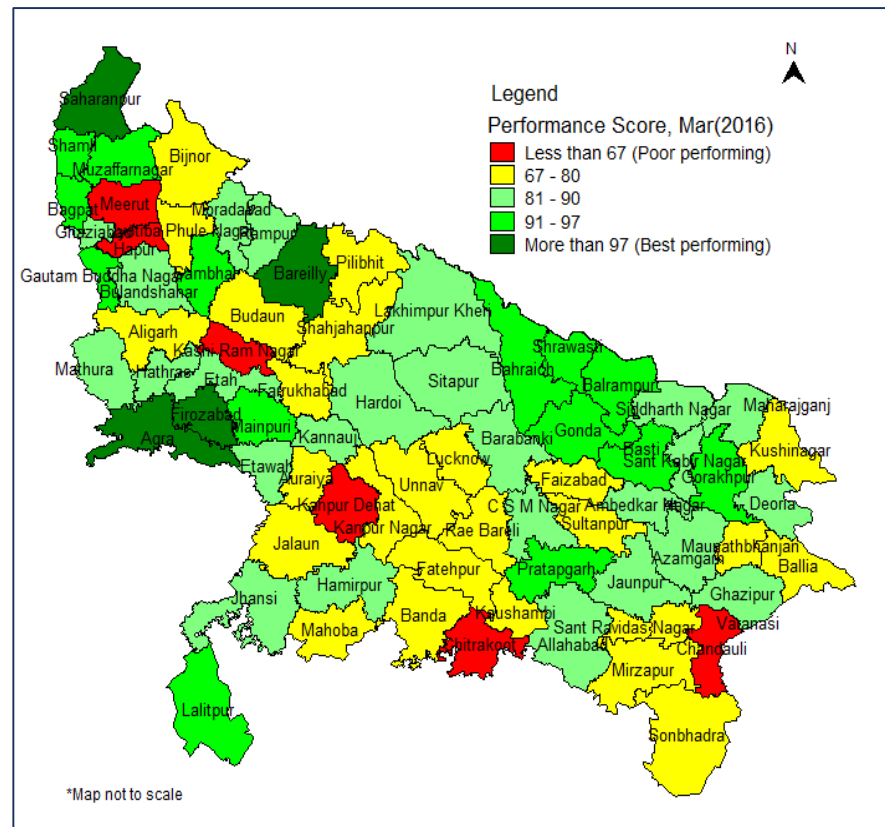 N
Legend
Performance Score, Mar(2016)
Less than 67 (Poor performing)
67 - 80
81 - 90
91 - 97
More than 97 (Best performing)
Saharanpur
Shamli
Muzaffarnagar
Bijnor
Bagpat
Meerut
Moradabad
Hapur
Phule Nagar
Rampur
Gautam Buddha Nagar
Sambhal
Bareilly
Pilibhit
Bulandshahar
Budaun
Shahjahanpur
Lakhimpur Kheri
Aligarh
Kashi Ram Nagar
Mathura
Hathras
Etah
Farrukhabad
Hardoi
Sitapur
Bahraich
Shrawasti
Balrampur
Siddharth Nagar
Maharajganj
Agra
Firozabad
Mainpuri
Kannauj
Barabanki
Gonda
Basti
Sant Kabir Nagar
Gorakhpur
Kushinagar
Etawah
Auraiya
Lucknow
Unnav
Faizabad
Deoria
Kanpur Dehat
Kanpur Nagar
C S M Nagar
Ambedkar Nagar
Sultanpur
Rae Bareli
Jalaun
Azamgarh
Ballia
Fatehpur
Pratapgarh
Jaunpur
Ghazipur
Hamirpur
Jhansi
Banda
Mahoba
Kaushambi
Chitrakoot
Sant Ravidas Nagar
Allahabad
Varanasi
Chandauli
Mirzapur
Lalitpur
Sonbhadra
*Map not to scale